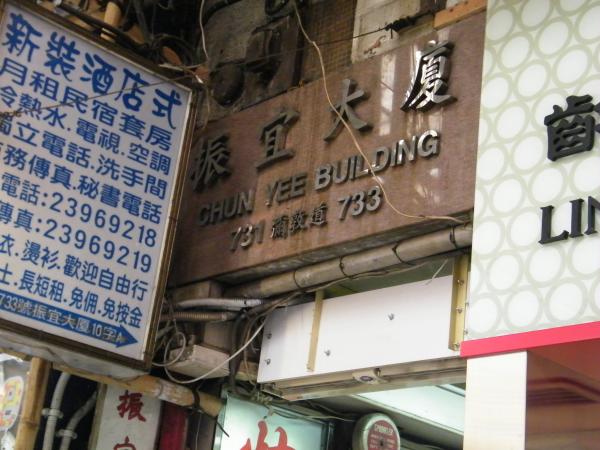 新裝酒店式
月租民宿套房
冷熱水.電視.空調
獨立電話.洗手間
商務傳真.秘書電話
電話:23969218
傳真:23969219
衣、燙衫.歡迎自由行
士、長短租.免佣.免按金
733號振宜大廈10字A
振宜大廈
CHUN YEE BUILDING
731 彌敦道 733
齒
LIN
振
宜